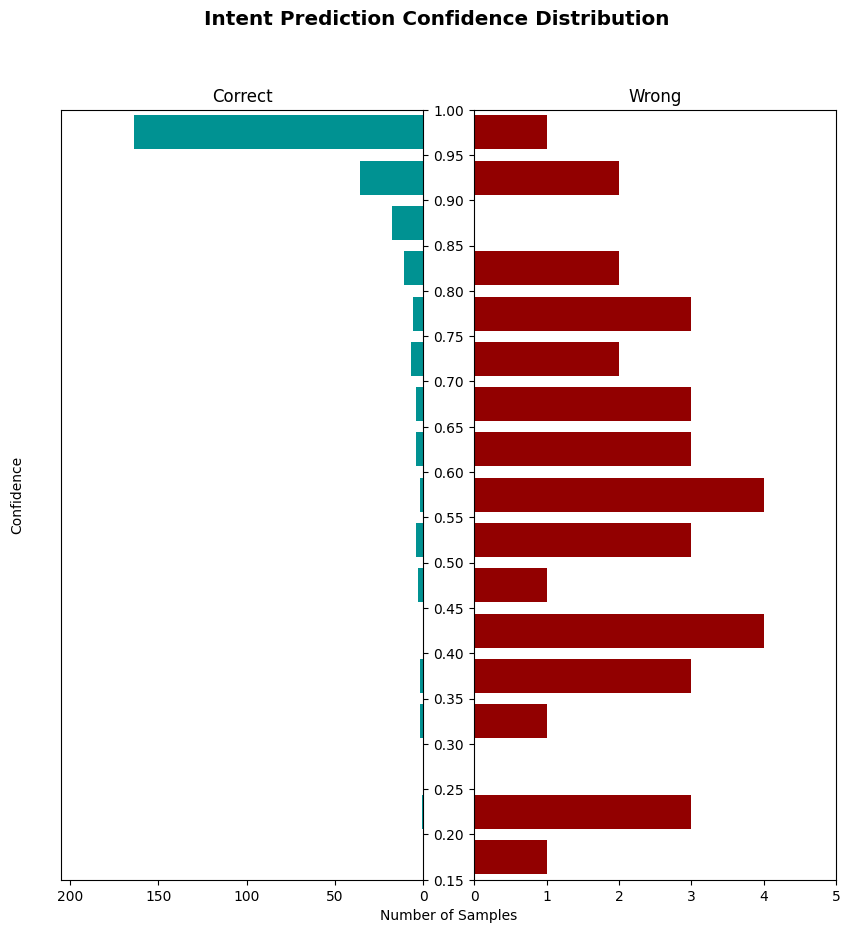 Intent Prediction Confidence Distribution
Correct
Wrong
1.00
0.95
0.90
0.85
0.80
0.75
0.70
0.65
0.60
0.55
0.50
0.45
0.40
0.35
0.30
0.25
0.20
0.15
Confidence
200 150 100 50 0
0 1 2 3 4 5
Number of Samples